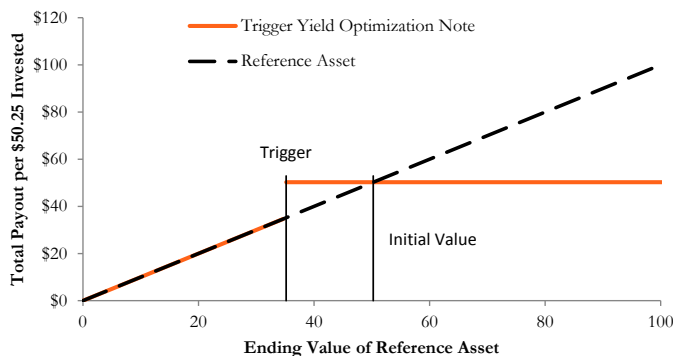 Total Payout per $50.25 Invested
$120
$100
$80
$60
$40
$20
$0
Trigger Yield Optimization Note
Reference Asset
Trigger
Initial Value
0 20 40 60 80 100
Ending Value of Reference Asset